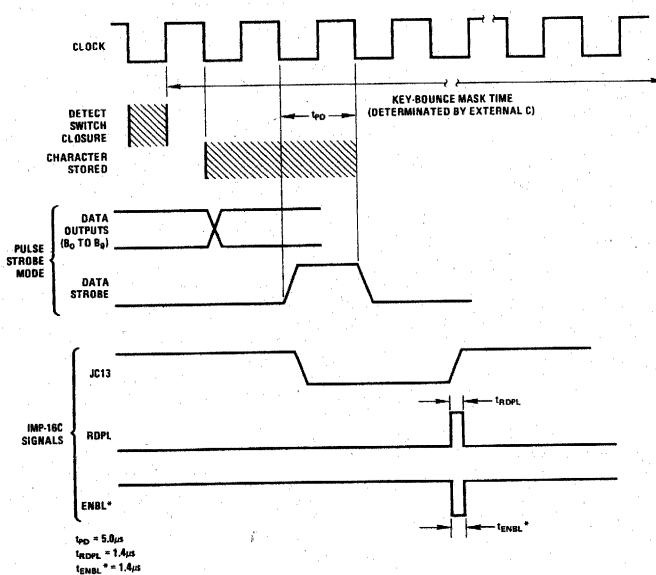 CLOCK
KEY-BOUNCE MASK TIME
(DETERMINATED BY EXTERNAL C)
DETECT
SWITCH
CLOSURE
tPD
CHARACTER
STORED
PULSE
STROBE
MODE
DATA
OUTPUTS
(B0 TO B9)
DATA
STROBE
IMP-16C
SIGNALS
JC13
tRDPL
RDPL
ENBL*
tENBL*
tPD = 5.0μs
tRDPL = 1.4μs
tENBL* = 1.4μs